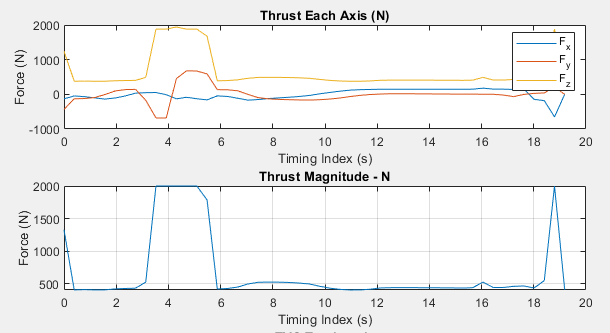 Thrust Each Axis (N)
2000
1000
0
-1000
Force (N)
F_x
F_y
F_z
0 2 4 6 8 10 12 14 16 18 20
Timing Index (s)
Thrust Magnitude - N
2000
1500
1000
500
Force (N)
0 2 4 6 8 10 12 14 16 18 20
Timing Index (s)